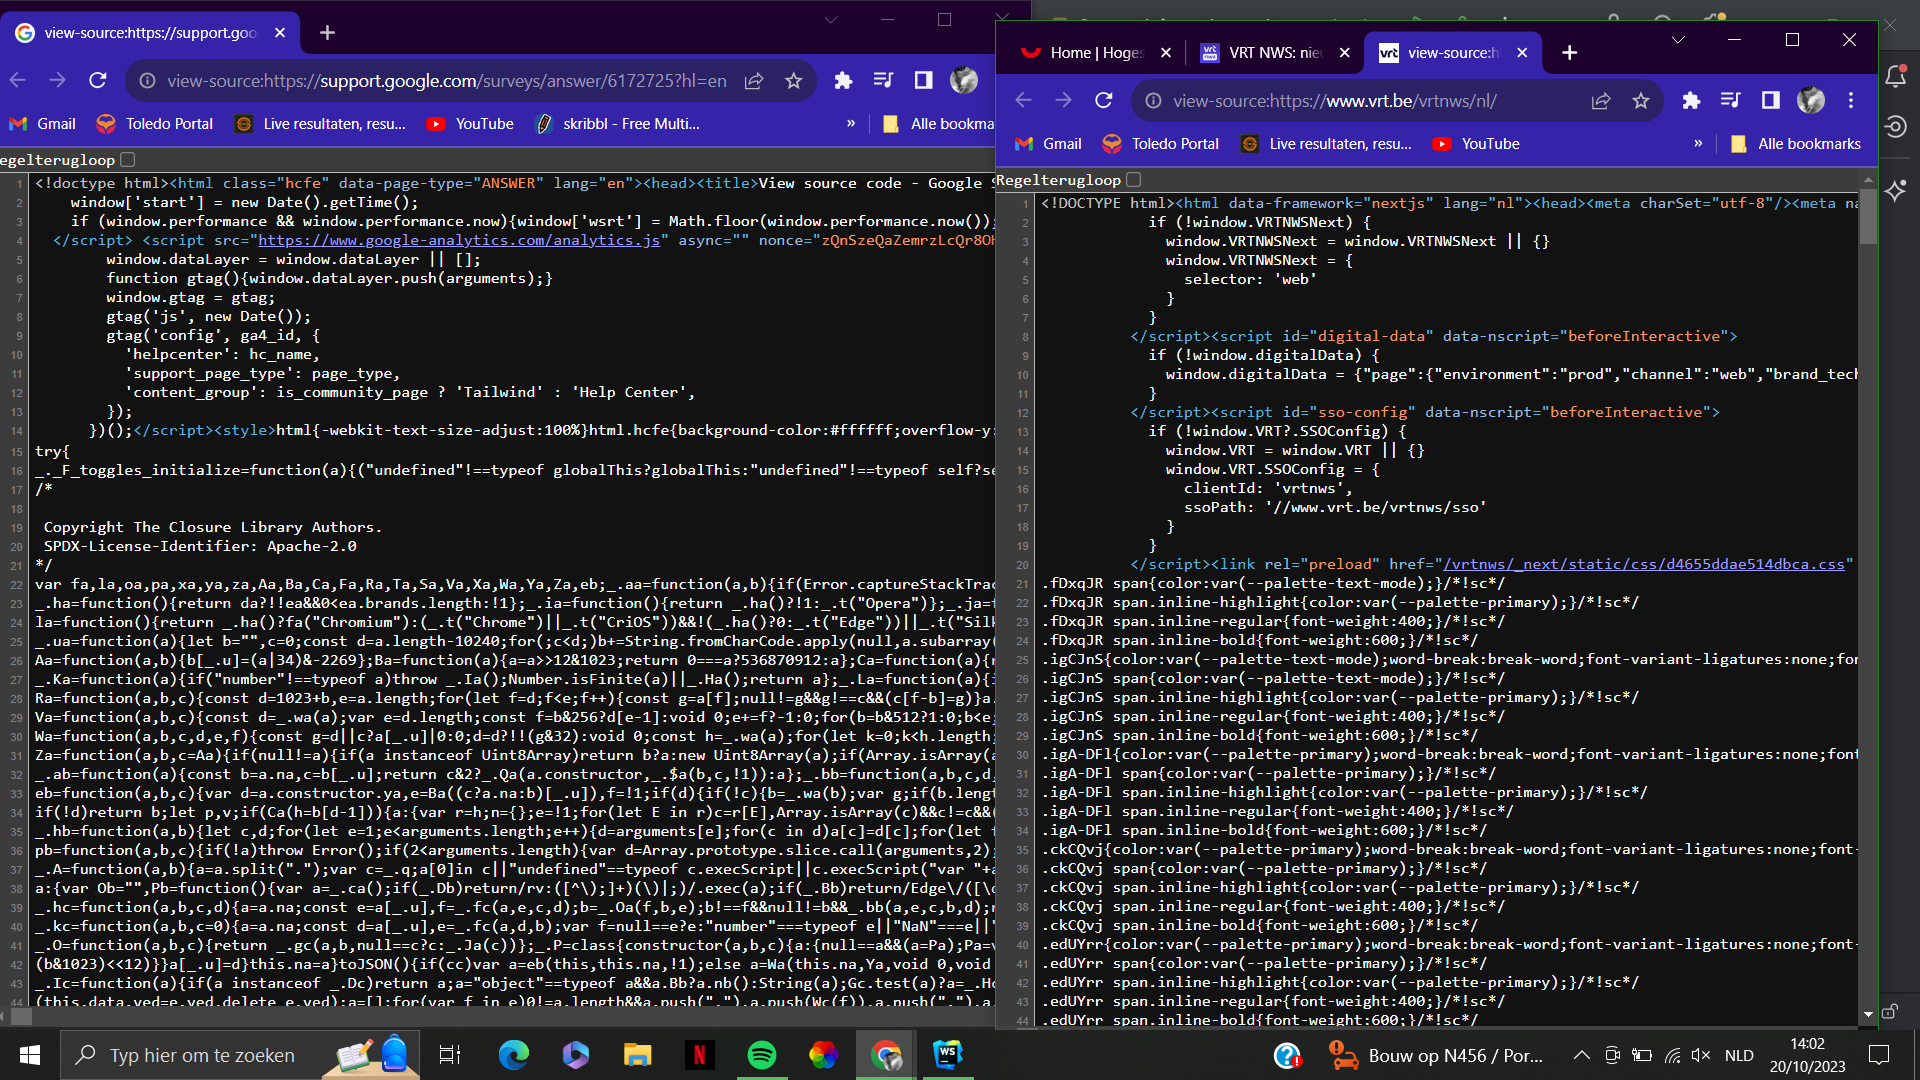 view-source:https://support.goo
view-source:https://support.google.com/surveys/answer/6172725?hl=en
Gmail
Toledo Portal
Live resultaten, resu...
YouTube
skribbl - Free Multi...
»
Alle bookma
egelterugloop
1 <!doctype html><html class="hcfe" data-page-type="ANSWER" lang="en"><head><title>View source code - Google S
2 window['start'] = new Date().getTime();
3 if (window.performance && window.performance.now){window['wsrt'] = Math.floor(window.performance.now());
4 </script> <script src="https://www.google-analytics.com/analytics.js" async="" nonce="zQnSzeQaZemrzLcQr8OH
5 window.dataLayer = window.dataLayer || [];
6 function gtag(){window.dataLayer.push(arguments);}
7 window.gtag = gtag;
8 gtag('js', new Date());
9 gtag('config', ga4_id, {
10 'helpcenter': hc_name,
11 'support_page_type': page_type,
12 'content_group': is_community_page ? 'Tailwind' : 'Help Center',
13 });
14 })();</script><style>html{-webkit-text-size-adjust:100%}html.hcfe{background-color:#ffffff;overflow-y:
15 try{
16 _._F_toggles_initialize=function(a){("undefined"!==typeof globalThis?globalThis:"undefined"!==typeof self?se
17 /*
18
19 Copyright The Closure Library Authors.
20 SPDX-License-Identifier: Apache-2.0
21 */
22 var fa,la,oa,pa,xa,ya,za,Aa,Ba,Ca,Fa,Ra,Ta,Sa,Va,Xa,Wa,Ya,Za,eb;_.aa=function(a,b){if(Error.captureStackTrac
23 _.ha=function(){return da?!!ea&&0<ea.brands.length:!1};_.ia=function(){return _.ha()?!1:_.t("Opera")};_.ja=f
24 la=function(){return _.ha()?fa("Chromium"):(_.t("Chrome")||_.t("CriOS"))&&!(_.ha()?0:_.t("Edge"))||_.t("Silk
25 _.ua=function(a){let b="",c=0;const d=a.length-10240;for(;c<d;)b+=String.fromCharCode.apply(null,a.subarray(
26 Aa=function(a,b){b[_.u]=(a|34)&-2269};Ba=function(a){a=a>>12&1023;return 0===a?536870912:a};Ca=function(a){r
27 _.Ka=function(a){if("number"!==typeof a)throw _.Ia();Number.isFinite(a)||_.Ha();return a};_.La=function(a){i
28 Ra=function(a,b,c){const d=1023+b,e=a.length;for(let f=d;f<e;f++){const g=a[f];null!=g&&g!==c&&(c[f-b]=g)}a.
29 Va=function(a,b,c){const d=_.wa(a);var e=d.length;const f=b&256?d[e-1]:void 0;e+=f?-1:0;for(b=b&512?1:0;b<e;
30 Wa=function(a,b,c,d,e,f){const g=d||c?a[_.u]|0:0;d=d?!!(g&32):void 0;const h=_.wa(a);for(let k=0;k<h.length;
31 Za=function(a,b,c=Aa){if(null!=a){if(a instanceof Uint8Array)return b?a:new Uint8Array(a);if(Array.isArray(a
32 _.ab=function(a){const b=a.na,c=b[_.u];return c&2?_.Qa(a.constructor,_.$a(b,c,!1)):a};_.bb=function(a,b,c,d,
33 eb=function(a,b,c){var d=a.constructor.ya,e=Ba((c?a.na:b)[_.u]),f=!1;if(d){if(!c){b=_.wa(b);var g;if(b.lengt
34 if(!d)return b;let p,v;if(Ca(h=b[d-1])){a:{var r=h;n={};e=!1;for(let E in r)c=r[E],Array.isArray(c)&&c!=c&&(
35 _.hb=function(a,b){let c,d;for(let e=1;e<arguments.length;e++){d=arguments[e];for(c in d)a[c]=d[c];for(let f
36 pb=function(a,b,c){if(!a)throw Error();if(2<arguments.length){var d=Array.prototype.slice.call(arguments,2);
37 _.A=function(a,b){a=a.split(".");var c=_.q;a[0]in c||"undefined"==typeof c.execScript||c.execScript("var "+a
38 a:{var Ob="",Pb=function(){var a=_.ca();if(_.Db)return/rv:([^\);]+)(\)|;)/.exec(a);if(_.Bb)return/Edge\/([\d
39 _.hc=function(a,b,c,d){a=a.na;const e=a[_.u],f=_.fc(a,e,c,d);b=_.Oa(f,b,e);b!==f&&null!=b&&_.bb(a,e,c,b,d);r
40 _.kc=function(a,b,c=0){a=a.na;const d=a[_.u],e=_.fc(a,d,b);var f=null==e?e:"number"===typeof e||"NaN"===e||"
41 _.O=function(a,b,c){return _.gc(a,b,null==c?c:_.Ja(c))};_.P=class{constructor(a,b,c){a:{null==a&&(a=Pa);Pa=v
42 (b&1023)<<12)}}a[_.u]=d}this.na=a}toJSON(){if(cc)var a=eb(this,this.na,!1);else a=Wa(this.na,Ya,void 0,void
43 _.Ic=function(a){if(a instanceof _.Dc)return a;a="object"==typeof a&&a.Bb?a.nb():String(a);Gc.test(a)?a=_.Hc
44 (this.data.ved=e.ved,delete e.ved);a=[];for(var f in e)0!=a.length&&a.push(","),a.push(Wc(f)),a.push(":"),a.
Home | Hoges
VRT NWS: nie
view-source:h
view-source:https://www.vrt.be/vrtnws/nl/
Gmail
Toledo Portal
Live resultaten, resu...
YouTube
»
Alle bookmarks
Regelterugloop
1 <!DOCTYPE html><html data-framework="nextjs" lang="nl"><head><meta charSet="utf-8"/><meta na
2 if (!window.VRTNWSNext) {
3 window.VRTNWSNext = window.VRTNWSNext || {}
4 window.VRTNWSNext = {
5 selector: 'web'
6 }
7 }
8 </script><script id="digital-data" data-nscript="beforeInteractive">
9 if (!window.digitalData) {
10 window.digitalData = {"page":{"environment":"prod","channel":"web","brand_tech
11 }
12 </script><script id="sso-config" data-nscript="beforeInteractive">
13 if (!window.VRT?.SSOConfig) {
14 window.VRT = window.VRT || {}
15 window.VRT.SSOConfig = {
16 clientId: 'vrtnws',
17 ssoPath: '//www.vrt.be/vrtnws/sso'
18 }
19 }
20 </script><link rel="preload" href="/vrtnws/_next/static/css/d4655ddae514dbca.css"
21 .fDxqJR span{color:var(--palette-text-mode);}/*!sc*/
22 .fDxqJR span.inline-highlight{color:var(--palette-primary);}/*!sc*/
23 .fDxqJR span.inline-regular{font-weight:400;}/*!sc*/
24 .fDxqJR span.inline-bold{font-weight:600;}/*!sc*/
25 .igCJnS{color:var(--palette-text-mode);word-break:break-word;font-variant-ligatures:none;fon
26 .igCJnS span{color:var(--palette-text-mode);}/*!sc*/
27 .igCJnS span.inline-highlight{color:var(--palette-primary);}/*!sc*/
28 .igCJnS span.inline-regular{font-weight:400;}/*!sc*/
29 .igCJnS span.inline-bold{font-weight:600;}/*!sc*/
30 .igA-DFl{color:var(--palette-primary);word-break:break-word;font-variant-ligatures:none;font
31 .igA-DFl span{color:var(--palette-primary);}/*!sc*/
32 .igA-DFl span.inline-highlight{color:var(--palette-primary);}/*!sc*/
33 .igA-DFl span.inline-regular{font-weight:400;}/*!sc*/
34 .igA-DFl span.inline-bold{font-weight:600;}/*!sc*/
35 .ckCQvj{color:var(--palette-primary);word-break:break-word;font-variant-ligatures:none;font-
36 .ckCQvj span{color:var(--palette-primary);}/*!sc*/
37 .ckCQvj span.inline-highlight{color:var(--palette-primary);}/*!sc*/
38 .ckCQvj span.inline-regular{font-weight:400;}/*!sc*/
39 .ckCQvj span.inline-bold{font-weight:600;}/*!sc*/
40 .edUYrr{color:var(--palette-primary);word-break:break-word;font-variant-ligatures:none;font-
41 .edUYrr span{color:var(--palette-primary);}/*!sc*/
42 .edUYrr span.inline-highlight{color:var(--palette-primary);}/*!sc*/
43 .edUYrr span.inline-regular{font-weight:400;}/*!sc*/
44 .edUYrr span.inline-bold{font-weight:600;}/*!sc*/
Typ hier om te zoeken
Bouw op N456 / Por...
NLD
14:02
20/10/2023